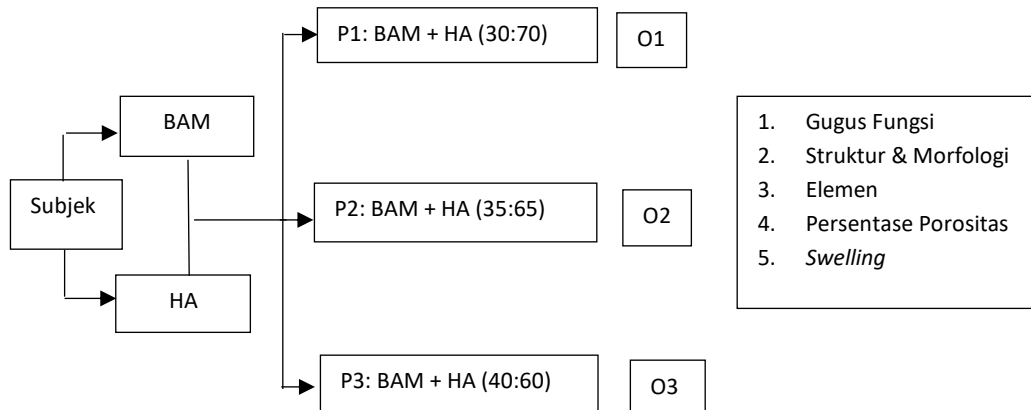 P1: BAM + HA (30:70)
O1
BAM
Subjek
HA
P2: BAM + HA (35:65)
O2
P3: BAM + HA (40:60)
O3
1. Gugus Fungsi
2. Struktur & Morfologi
3. Elemen
4. Persentase Porositas
5. Swelling